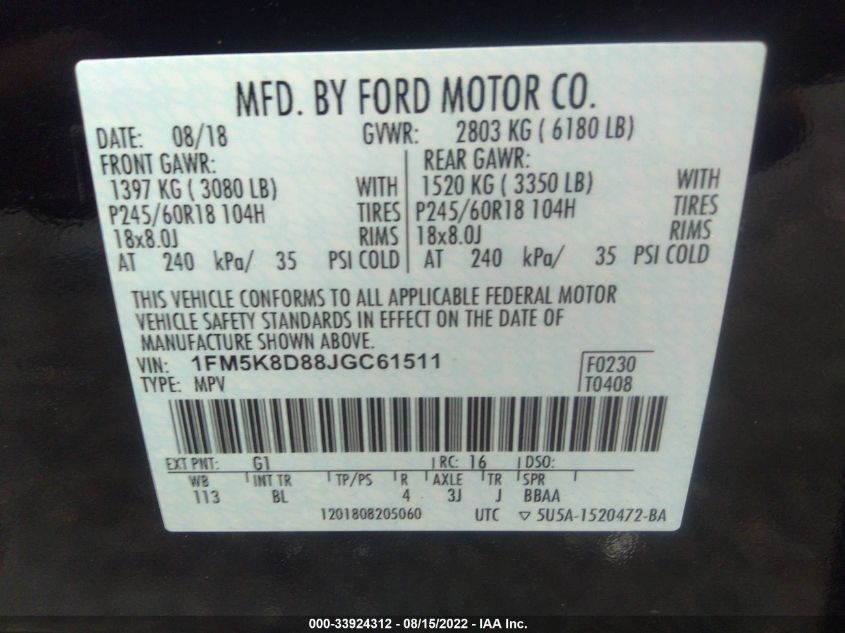 MFD. BY FORD MOTOR CO.
DATE: 08/18 GVWR: 2803 KG ( 6180 LB)
FRONT GAWR: REAR GAWR:
1397 KG ( 3080 LB) WITH 1520 KG ( 3350 LB) WITH
P245/60R18 104H TIRES P245/60R18 104H TIRES
18x8.0J RIMS 18x8.0J RIMS
AT 240 kPa/ 35 PSI COLD AT 240 kPa/ 35 PSI COLD
THIS VEHICLE CONFORMS TO ALL APPLICABLE FEDERAL MOTOR
VEHICLE SAFETY STANDARDS IN EFFECT ON THE DATE OF
MANUFACTURE SHOWN ABOVE.
VIN: 1FM5K8D88JGC61511 F0230
TYPE: MPV T0408
EXT PNT: G1 RC: 16 DSO:
WB INT TR TP/PS R AXLE TR SPR
113 BL 4 3J J BBAA
1201808205060 UTC ▽ 5U5A-1520472-BA
000-33924312 - 08/15/2022 - IAA Inc.